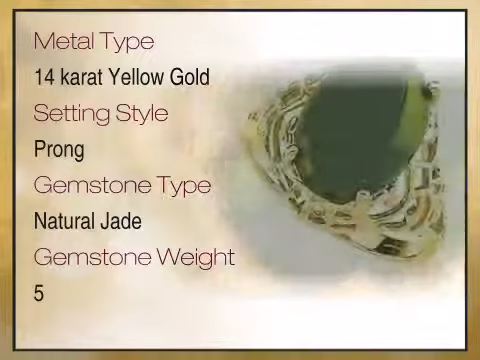 Metal Type
14 karat Yellow Gold
Setting Style
Prong
Gemstone Type
Natural Jade
Gemstone Weight
5